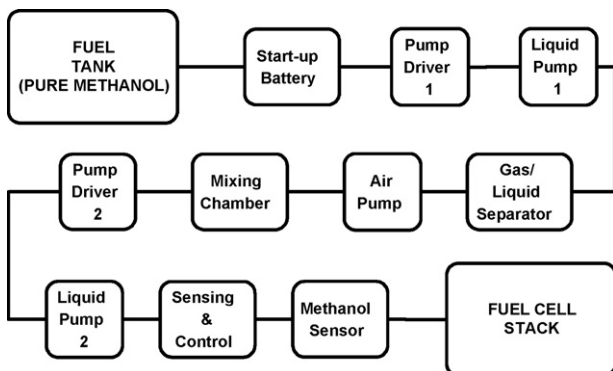 FUEL
TANK
(PURE METHANOL)
Start-up
Battery
Pump
Driver
1
Liquid
Pump
1
Pump
Driver
2
Mixing
Chamber
Air
Pump
Gas/
Liquid
Separator
Liquid
Pump
2
Sensing
&
Control
Methanol
Sensor
FUEL CELL
STACK